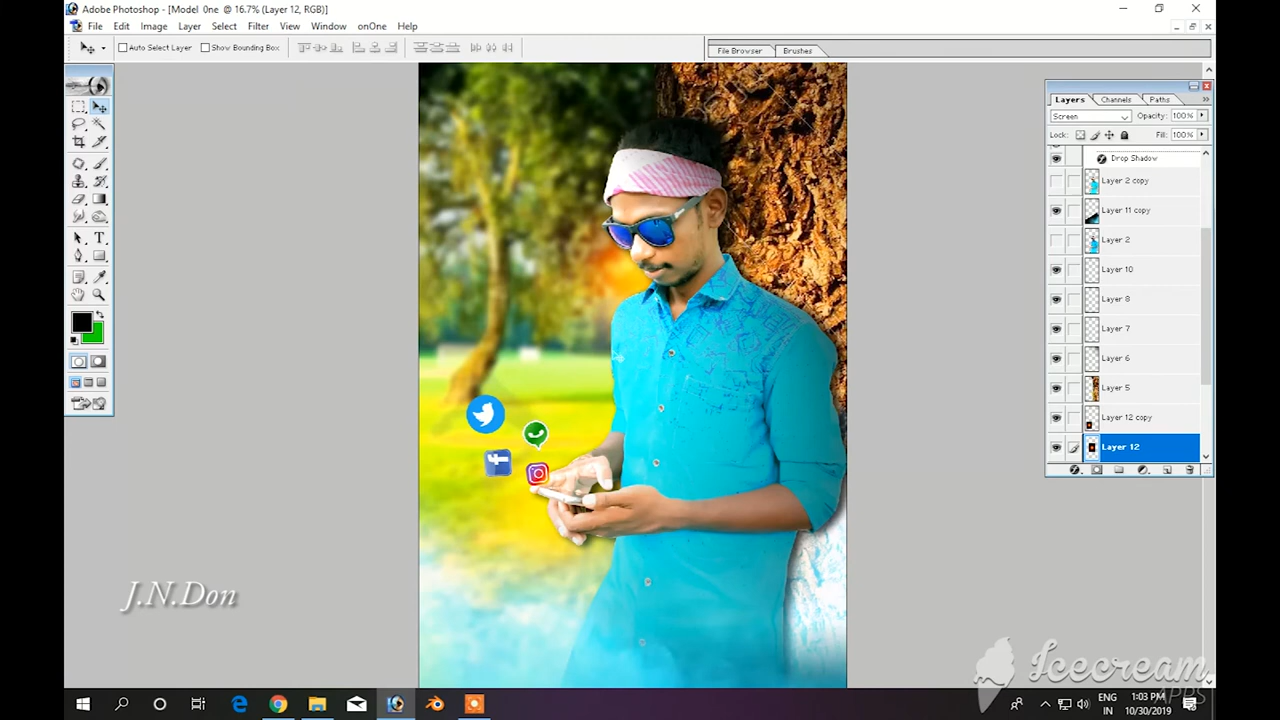 Adobe Photoshop - [Model 0ne @ 16.7% (Layer 12, RGB)]
File Edit Image Layer Select Filter View Window onOne Help
Auto Select Layer Show Bounding Box
File Browser Brushes
Layers Channels Paths
Screen Opacity: 100%
Lock: Fill: 100%
Drop Shadow
Layer 2 copy
Layer 11 copy
Layer 2
Layer 10
Layer 8
Layer 7
Layer 6
Layer 5
Layer 12 copy
Layer 12
J.N.Don
Icecream
APPS
ENG
IN
1:03 PM
10/30/2019